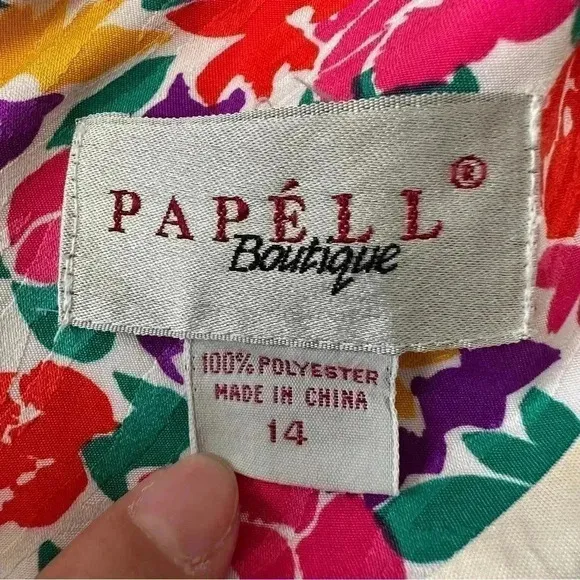 PAPÉLL®
Boutique
100% POLYESTER
MADE IN CHINA
14